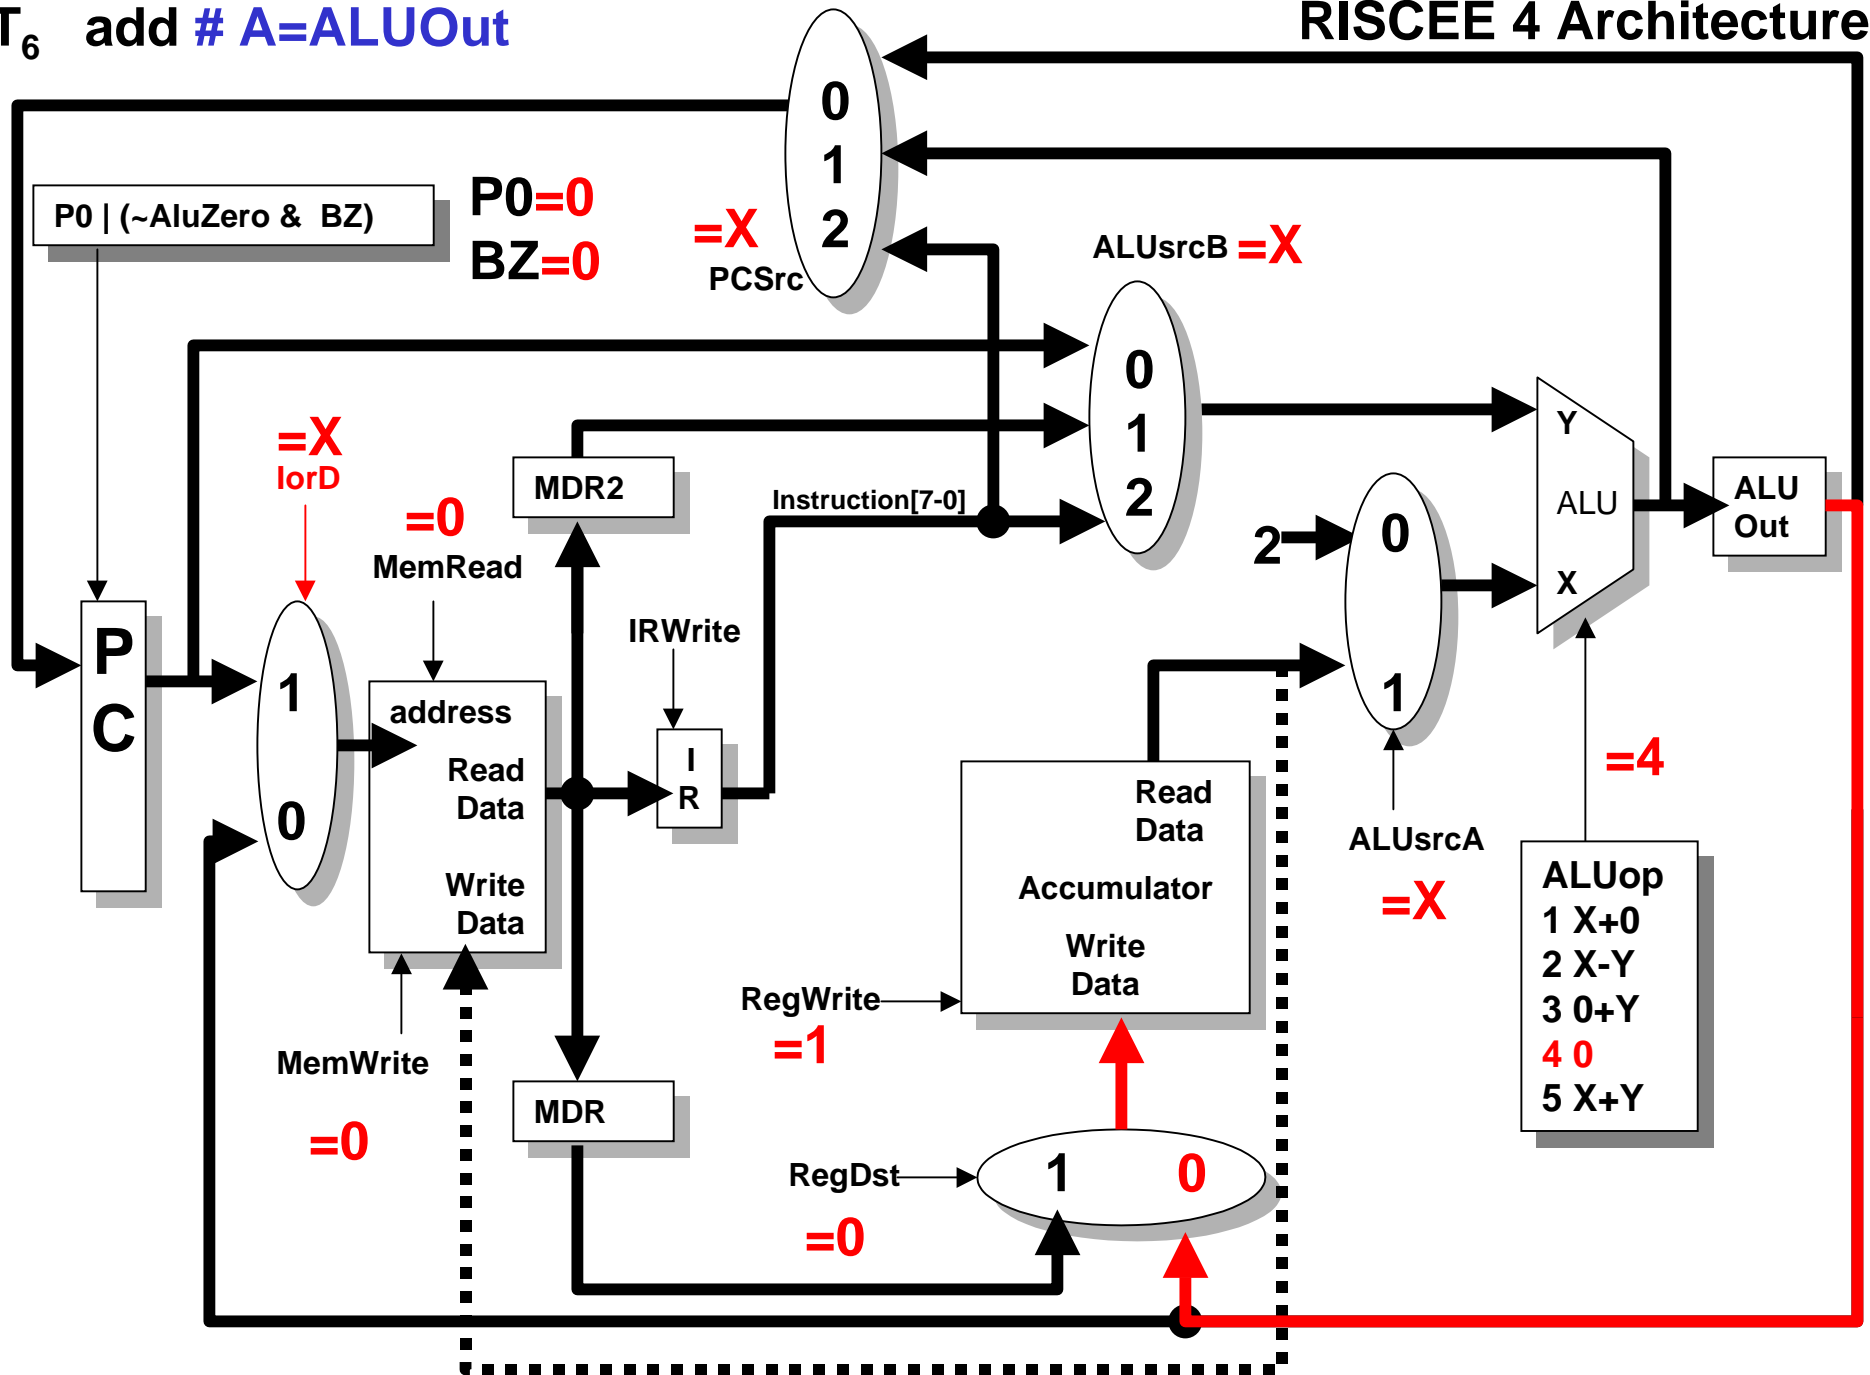 T6 add # A=ALUOut
RISCEE 4 Architecture
0
1
2
P0 | (~AluZero & BZ)
P0=0
BZ=0
=X
PCSrc
ALUsrcB =X
0
1
2
=X
IorD
=0
MemRead
MDR2
Instruction[7-0]
IRWrite
2
0
1
Y
ALU
X
ALU
Out
P
C
1
0
address
Read
Data
Write
Data
I
R
Read
Data
Accumulator
Write
Data
ALUsrcA
=X
=4
ALUop
1 X+0
2 X-Y
3 0+Y
4 0
5 X+Y
RegWrite
=1
MemWrite
=0
MDR
RegDst
=0
1 0